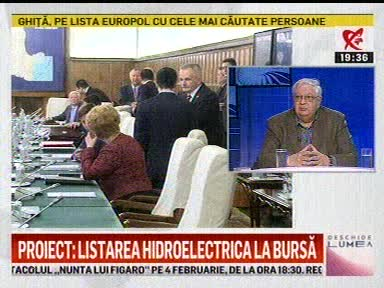 GHIȚĂ, PE LISTA EUROPOL CU CELE MAI CĂUTATE PERSOANE
19:36
PROIECT: LISTAREA HIDROELECTRICA LA BURSĂ
DESCHIDE
LUMEA
TACOLUL „NUNTA LUI FIGARO” PE 4 FEBRUARIE, DE LA ORA 18:30. REG